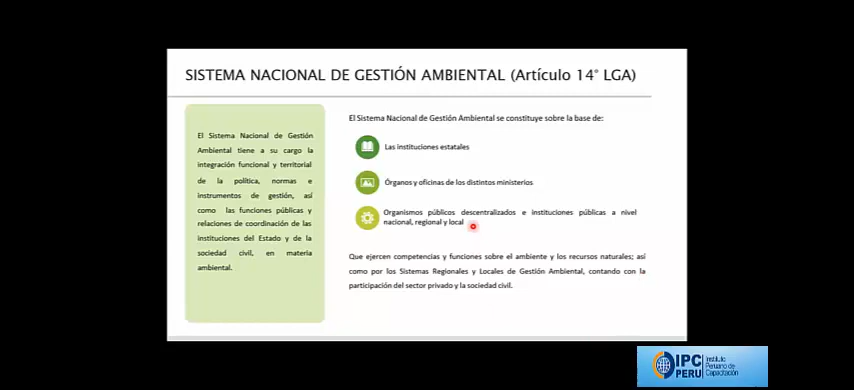 SISTEMA NACIONAL DE GESTIÓN AMBIENTAL (Artículo 14° LGA)
El Sistema Nacional de Gestión
Ambiental tiene a su cargo la
integración funcional y territorial
de la política, normas e
instrumentos de gestión, así
como las funciones públicas y
relaciones de coordinación de las
instituciones del Estado y de la
sociedad civil, en materia
ambiental.
El Sistema Nacional de Gestión Ambiental se constituye sobre la base de:
Las instituciones estatales
Órganos y oficinas de los distintos ministerios
Organismos públicos descentralizados e instituciones públicas a nivel
nacional, regional y local
Que ejercen competencias y funciones sobre el ambiente y los recursos naturales; así
como por los Sistemas Regionales y Locales de Gestión Ambiental, contando con la
participación del sector privado y la sociedad civil.
IPC
PERU
Instituto
Peruano de
Capacitación